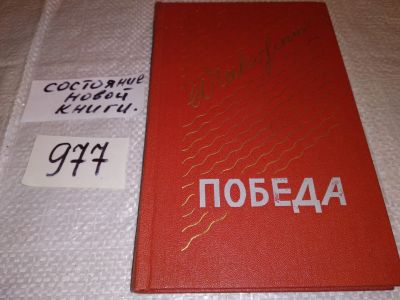 состояние
новой
книги.
977
ПОБЕДА